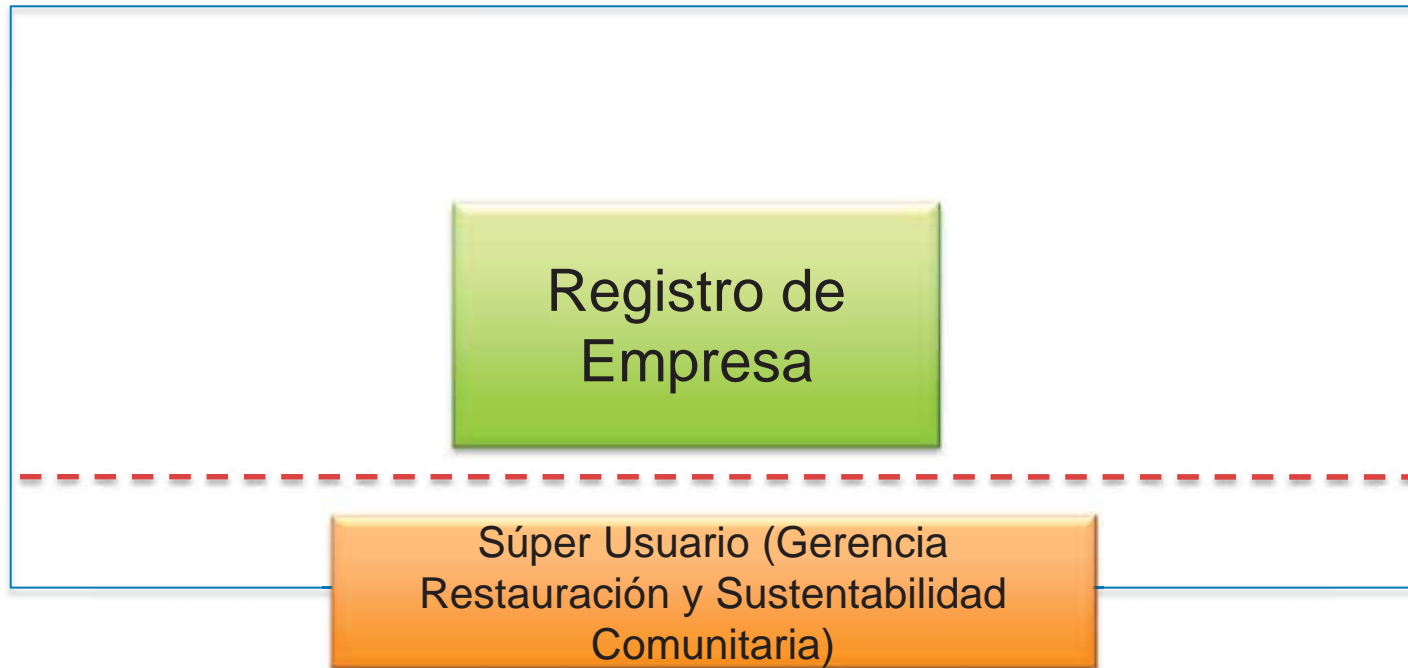 Registro de
Empresa
Súper Usuario (Gerencia
Restauración y Sustentabilidad
Comunitaria)